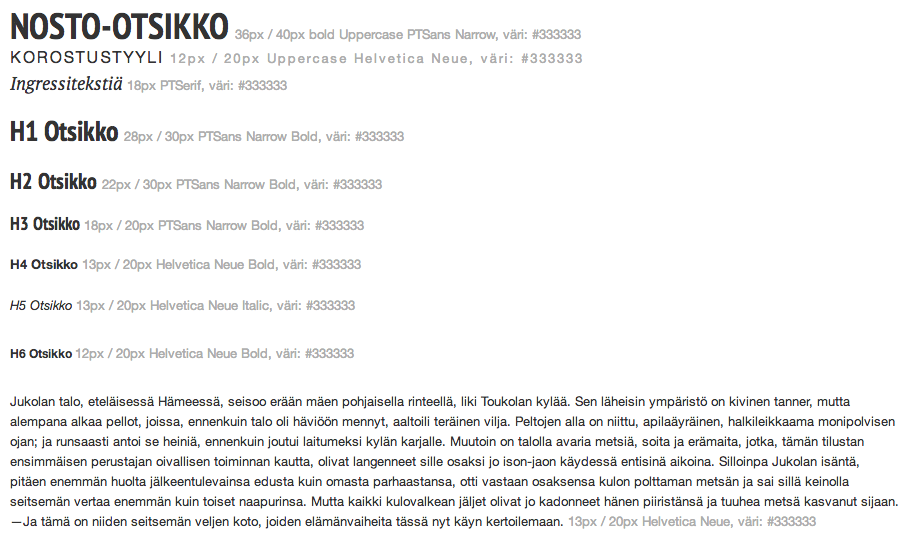 NOSTO-OTSIKKO 36px / 40px bold Uppercase PTSans Narrow, väri: #333333
KOROSTUSTYYLI 12px / 20px Uppercase Helvetica Neue, väri: #333333
Ingressitekstiä 18px PTSerif, väri: #333333
H1 Otsikko 28px / 30px PTSans Narrow Bold, väri: #333333
H2 Otsikko 22px / 30px PTSans Narrow Bold, väri: #333333
H3 Otsikko 18px / 20px PTSans Narrow Bold, väri: #333333
H4 Otsikko 13px / 20px Helvetica Neue Bold, väri: #333333
H5 Otsikko 13px / 20px Helvetica Neue Italic, väri: #333333
H6 Otsikko 12px / 20px Helvetica Neue Bold, väri: #333333
Jukolan talo, eteläisessä Hämeessä, seisoo erään mäen pohjaisella rinteellä, liki Toukolan kylää. Sen läheisin ympäristö on kivinen tanner, mutta
alempana alkaa pellot, joissa, ennenkuin talo oli häviöön mennyt, aaltoili teräinen vilja. Peltojen alla on niittu, apilaäyräinen, halkileikkaama monipolvisen
ojan; ja runsaasti antoi se heiniä, ennenkuin joutui laitumeksi kylän karjalle. Muutoin on talolla avaria metsiä, soita ja erämaita, jotka, tämän tilustan
ensimmäisen perustajan oivallisen toiminnan kautta, olivat langenneet sille osaksi jo ison-jaon käydessä entisinä aikoina. Silloinpa Jukolan isäntä,
pitäen enemmän huolta jälkeentulevainsa edusta kuin omasta parhaastansa, otti vastaan osaksensa kulon polttaman metsän ja sai sillä keinolla
seitsemän vertaa enemmän kuin toiset naapurinsa. Mutta kaikki kulovalkean jäljet olivat jo kadonneet hänen piiristänsä ja tuuhea metsä kasvanut sijaan.
—Ja tämä on niiden seitsemän veljen koto, joiden elämänvaiheita tässä nyt käyn kertoilemaan. 13px / 20px Helvetica Neue, väri: #333333